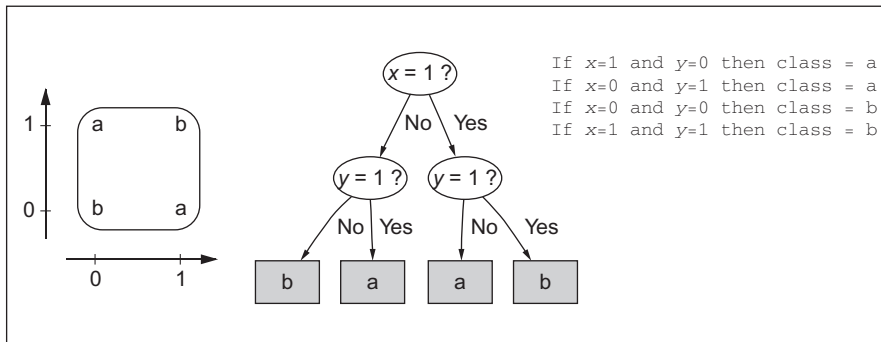 1
a b
0
b a
0 1
x = 1 ?
No Yes
y = 1 ? y = 1 ?
No Yes No Yes
b a a b
If x=1 and y=0 then class = a
If x=0 and y=1 then class = a
If x=0 and y=0 then class = b
If x=1 and y=1 then class = b